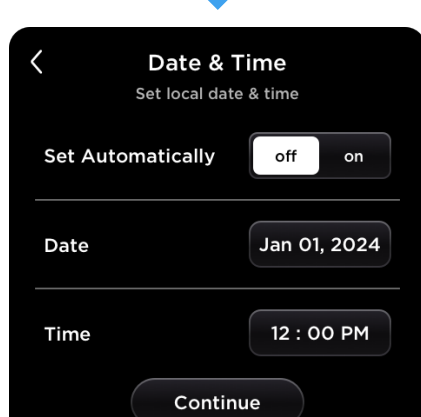 Date & Time
Set local date & time
Set Automatically off on
Date Jan 01, 2024
Time 12 : 00 PM
Continue